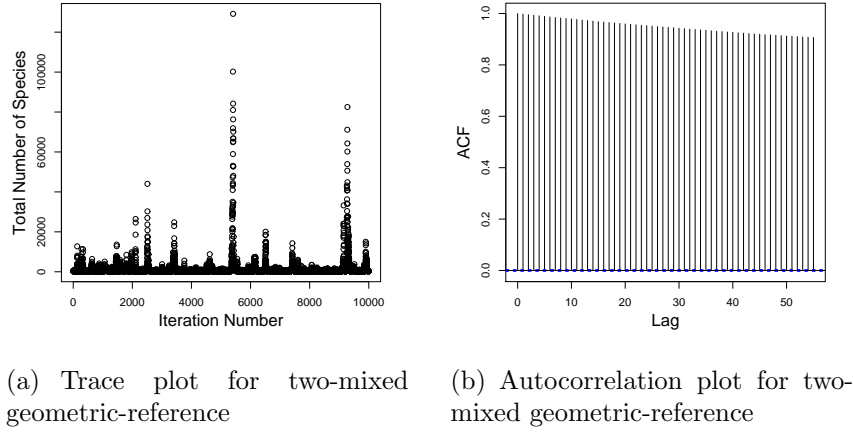 Total Number of Species
0 20000 60000 100000
0 2000 4000 6000 8000 10000
Iteration Number
ACF
0.0 0.2 0.4 0.6 0.8 1.0
0 10 20 30 40 50
Lag
(a) Trace plot for two-mixed
geometric-reference
(b) Autocorrelation plot for two-
mixed geometric-reference